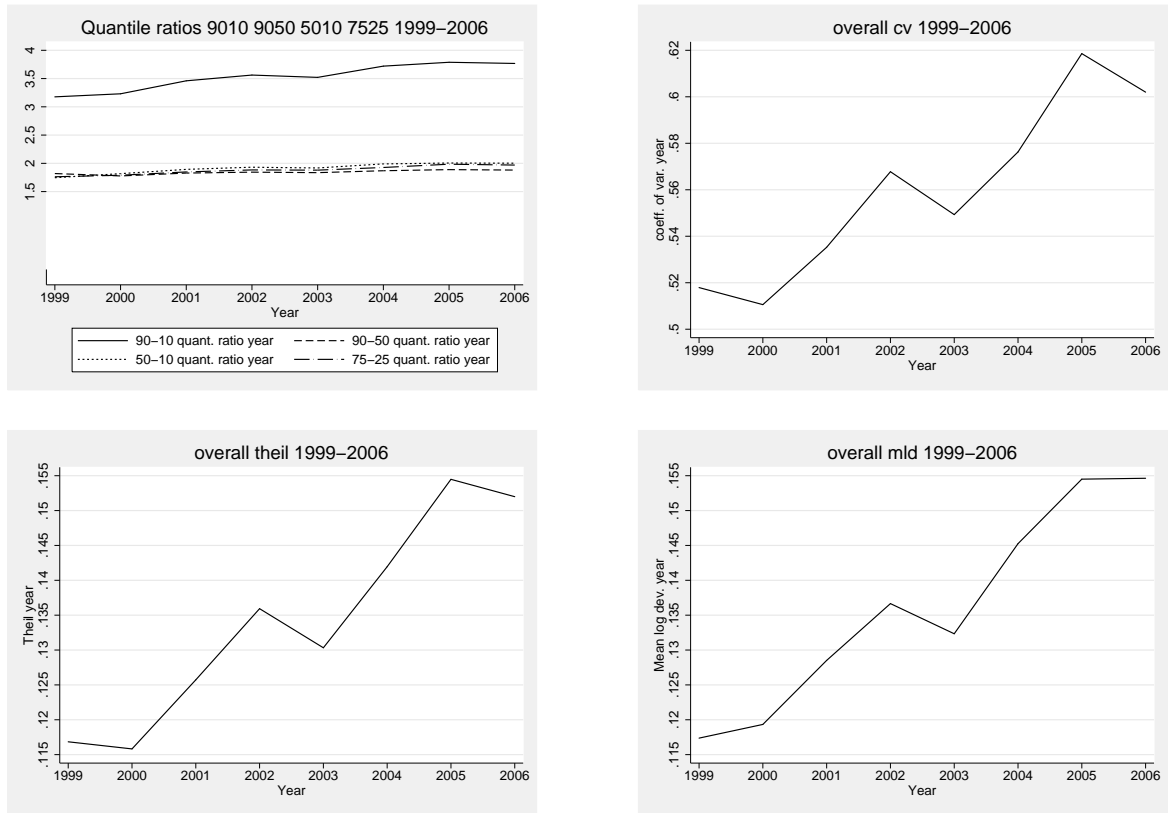 Quantile ratios 9010 9050 5010 7525 1999−2006
4
3.5
3
2.5
2
1.5
1999 2000 2001 2002 2003 2004 2005 2006
Year
90−10 quant. ratio year 90−50 quant. ratio year
50−10 quant. ratio year 75−25 quant. ratio year
overall cv 1999−2006
coeff. of var. year
.62
.6
.58
.56
.54
.52
.5
1999 2000 2001 2002 2003 2004 2005 2006
Year
overall theil 1999−2006
Theil year
.155
.15
.145
.14
.135
.13
.125
.12
.115
1999 2000 2001 2002 2003 2004 2005 2006
Year
overall mld 1999−2006
Mean log dev. year
.155
.15
.145
.14
.135
.13
.125
.12
.115
1999 2000 2001 2002 2003 2004 2005 2006
Year